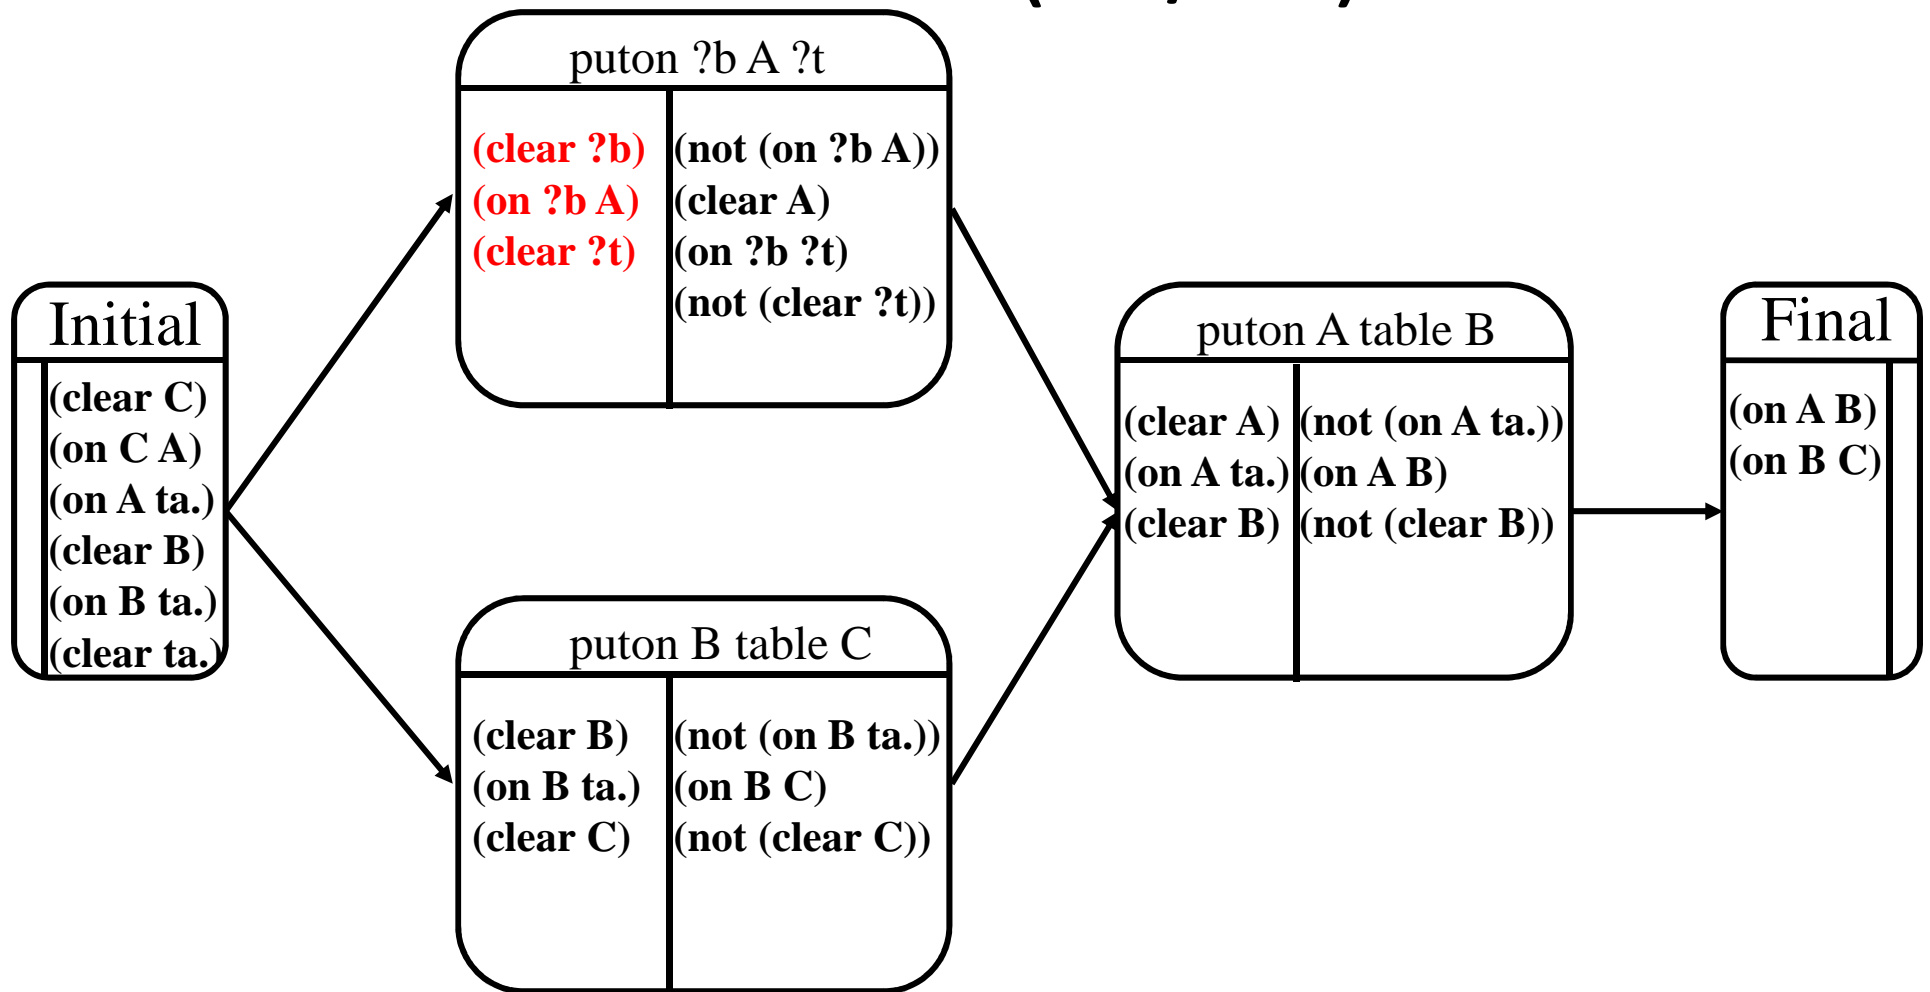 puton ?b A ?t
(clear ?b)
(on ?b A)
(clear ?t)
(not (on ?b A))
(clear A)
(on ?b ?t)
(not (clear ?t))
Initial
(clear C)
(on C A)
(on A ta.)
(clear B)
(on B ta.)
(clear ta.)
puton B table C
(clear B)
(on B ta.)
(clear C)
(not (on B ta.))
(on B C)
(not (clear C))
puton A table B
(clear A)
(on A ta.)
(clear B)
(not (on A ta.))
(on A B)
(not (clear B))
Final
(on A B)
(on B C)